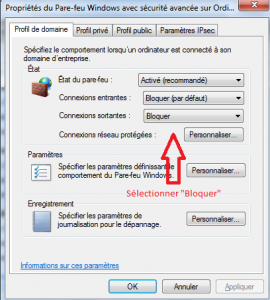 Propriétés du Pare-feu Windows avec sécurité avancée sur Ordi...
Profil de domaine
Profil privé
Profil public
Paramètres IPsec
Spécifiez le comportement lorsqu'un ordinateur est connecté à son
domaine d'entreprise.
État
État du pare-feu :
Activé (recommandé)
Connexions entrantes :
Bloquer (par défaut)
Connexions sortantes :
Bloquer
Connexions réseau protégées :
Personnaliser...
Paramètres
Spécifier les paramètres définissant le
comportement du Pare-feu Windows.
Personnaliser...
Sélectionner "Bloquer"
Enregistrement
Spécifier les paramètres de
journalisation pour le dépannage.
Personnaliser...
Informations sur ces paramètres
OK
Annuler
Appliquer